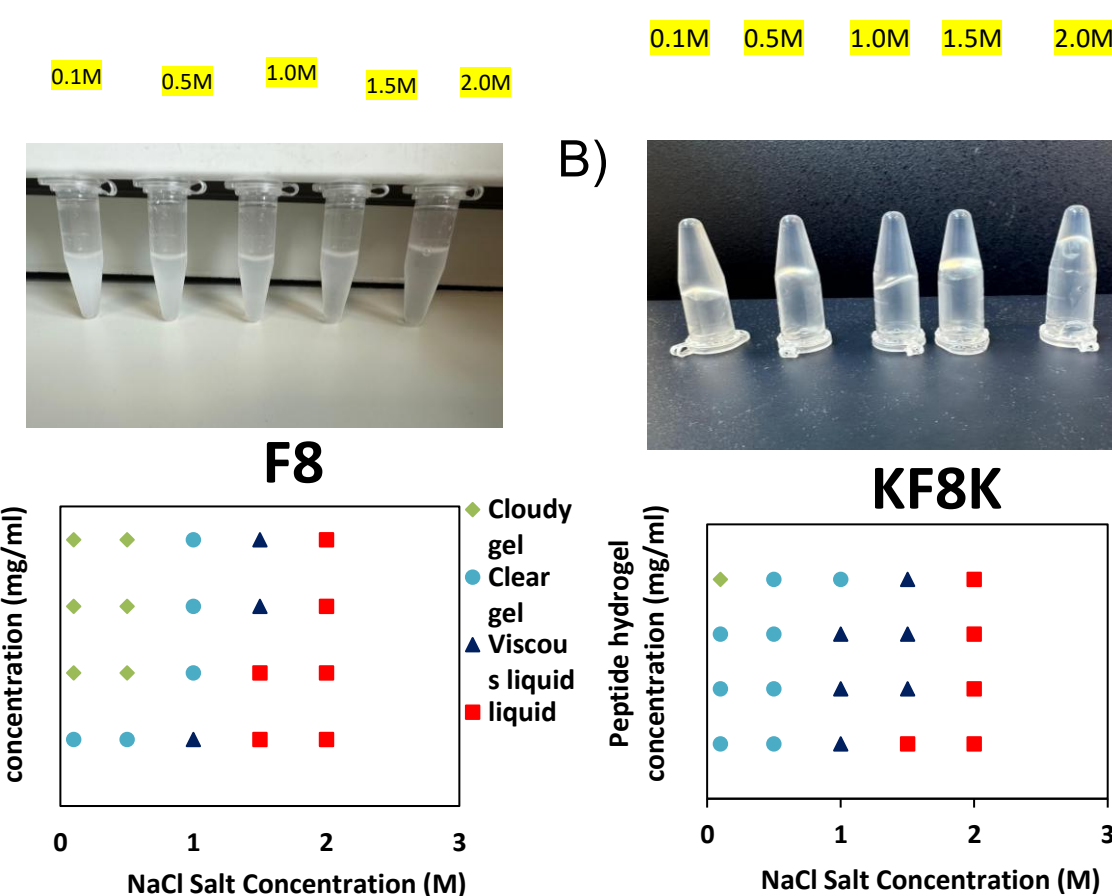 0.1M 0.5M 1.0M 1.5M 2.0M
0.1M 0.5M 1.0M 1.5M 2.0M
B)
F8
concentration (mg/ml)
Cloudy
gel
Clear
gel
Viscou
s liquid
liquid
0 1 2 3
NaCl Salt Concentration (M)
KF8K
Peptide hydrogel
concentration (mg/ml)
0 1 2 3
NaCl Salt Concentration (M)